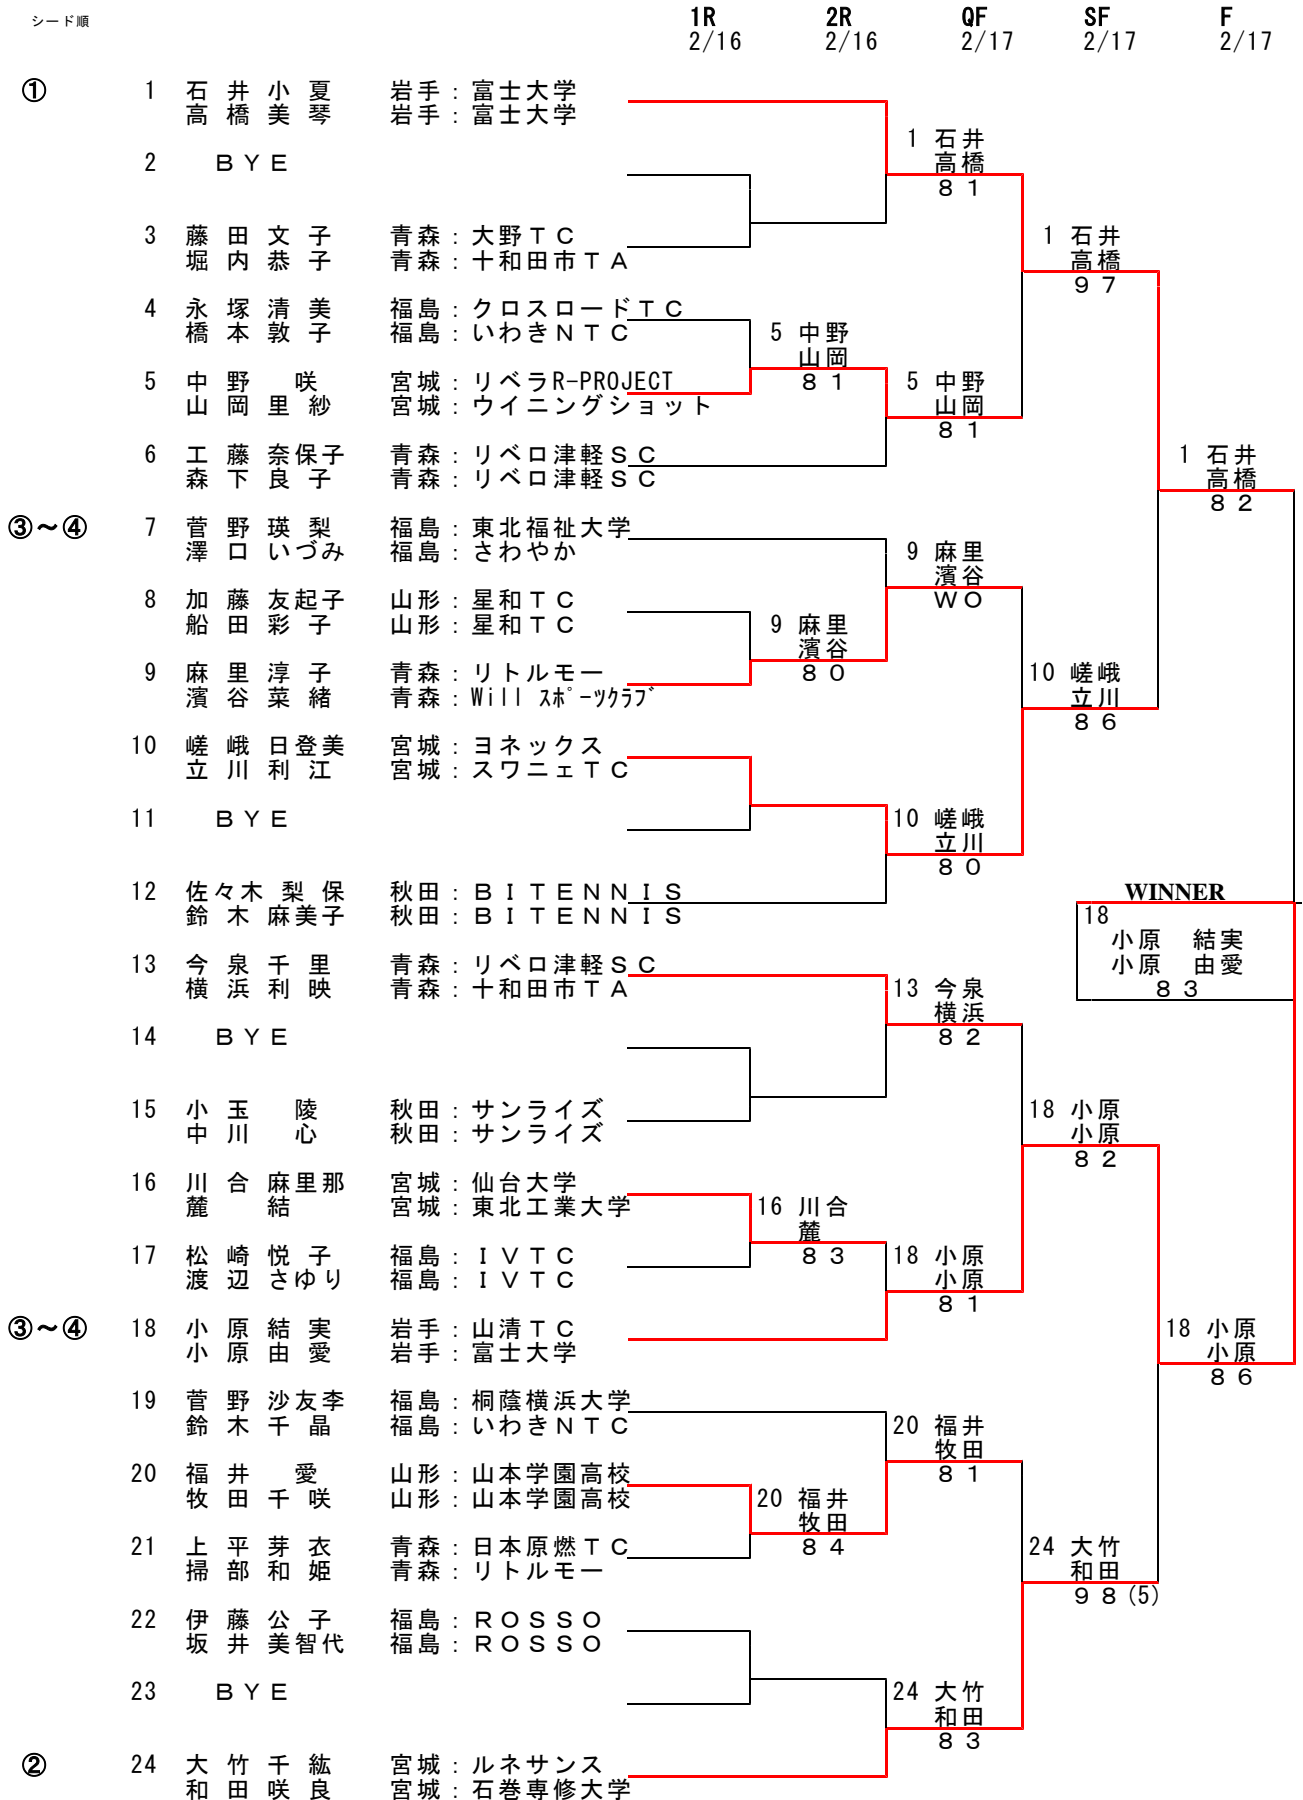 シード順 1R 2R QF SF F
2/16 2/16 2/17 2/17 2/17
① 1 石井小夏 岩手：富士大学
高橋美琴 岩手：富士大学
1 石井
高橋
8 1
2 ＢＹＥ
3 藤田文子 青森：大野ＴＣ
堀内恭子 青森：十和田市ＴＡ
1 石井
高橋
9 7
4 永塚清美 福島：クロスロードＴＣ
橋本敦子 福島：いわきＮＴＣ
5 中野
山岡
8 1
5 中野 咲 宮城：リベラR-PROJECT
山岡里紗 宮城：ウイニングショット
5 中野
山岡
8 1
6 工藤奈保子 青森：リベロ津軽ＳＣ
森下良子 青森：リベロ津軽ＳＣ
1 石井
高橋
8 2
③～④ 7 菅野瑛梨 福島：東北福祉大学
澤口いづみ 福島：さわやか
9 麻里
濱谷
ＷＯ
8 加藤友起子 山形：星和ＴＣ
船田彩子 山形：星和ＴＣ
9 麻里
濱谷
8 0
9 麻里淳子 青森：リトルモー
濱谷菜緒 青森：Will ｽﾎﾟｰﾂｸﾗﾌﾞ
10 嵯峨
立川
8 6
10 嵯峨日登美 宮城：ヨネックス
立川利江 宮城：スワニェＴＣ
11 ＢＹＥ
10 嵯峨
立川
8 0
12 佐々木梨保 秋田：ＢＩＴＥＮＮＩＳ
鈴木麻美子 秋田：ＢＩＴＥＮＮＩＳ
WINNER
18
小原 結実
小原 由愛
8 3
13 今泉千里 青森：リベロ津軽ＳＣ
横浜利映 青森：十和田市ＴＡ
13 今泉
横浜
8 2
14 ＢＹＥ
15 小玉 陵 秋田：サンライズ
中川 心 秋田：サンライズ
18 小原
小原
8 2
16 川合麻里那 宮城：仙台大学
麓 結 宮城：東北工業大学
16 川合
麓
8 3
17 松崎悦子 福島：ＩＶＴＣ
渡辺さゆり 福島：ＩＶＴＣ
18 小原
小原
8 1
③～④ 18 小原結実 岩手：山清ＴＣ
小原由愛 岩手：富士大学
18 小原
小原
8 6
19 菅野沙友李 福島：桐蔭横浜大学
鈴木千晶 福島：いわきＮＴＣ
20 福井
牧田
8 1
20 福井 愛 山形：山本学園高校
牧田千咲 山形：山本学園高校
20 福井
牧田
8 4
21 上平芽衣 青森：日本原燃ＴＣ
掃部和姫 青森：リトルモー
24 大竹
和田
9 8(5)
22 伊藤公子 福島：ＲＯＳＳＯ
坂井美智代 福島：ＲＯＳＳＯ
23 ＢＹＥ
24 大竹
和田
8 3
② 24 大竹千紘 宮城：ルネサンス
和田咲良 宮城：石巻専修大学